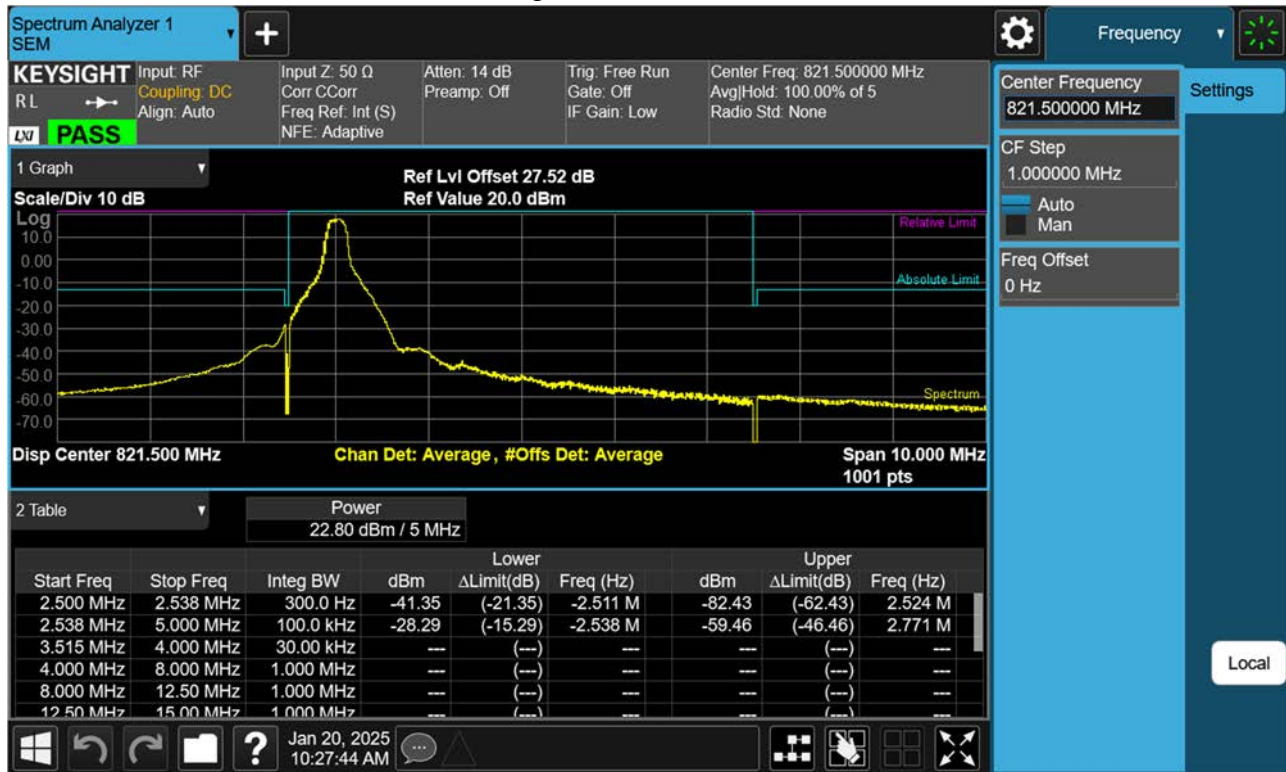 Spectrum Analyzer 1
SEM
+
Frequency
KEYSIGHT
RL
LXI
PASS
Input: RF
Coupling: DC
Align: Auto
Input Z: 50 Ω
Corr CCorr
Freq Ref: Int (S)
NFE: Adaptive
Atten: 14 dB
Preamp: Off
Trig: Free Run
Gate: Off
IF Gain: Low
Center Freq: 821.500000 MHz
Avg|Hold: 100.00% of 5
Radio Std: None
Center Frequency
821.500000 MHz
Settings
CF Step
1.000000 MHz
Auto
Man
Freq Offset
0 Hz
Local
1 Graph
Ref Lvl Offset 27.52 dB
Scale/Div 10 dB
Ref Value 20.0 dBm
Log
10.0
0.00
-10.0
-20.0
-30.0
-40.0
-50.0
-60.0
-70.0
Relative Limit
Absolute Limit
Spectrum
Disp Center 821.500 MHz
Chan Det: Average, #Offs Det: Average
Span 10.000 MHz
1001 pts
2 Table
Power
22.80 dBm / 5 MHz
Lower Upper
Start Freq Stop Freq Integ BW dBm ΔLimit(dB) Freq (Hz) dBm ΔLimit(dB) Freq (Hz)
2.500 MHz 2.538 MHz 300.0 Hz -41.35 (-21.35) -2.511 M -82.43 (-62.43) 2.524 M
2.538 MHz 5.000 MHz 100.0 kHz -28.29 (-15.29) -2.538 M -59.46 (-46.46) 2.771 M
3.515 MHz 4.000 MHz 30.00 kHz --- (---) --- --- (---) ---
4.000 MHz 8.000 MHz 1.000 MHz --- (---) --- --- (---) ---
8.000 MHz 12.50 MHz 1.000 MHz --- (---) --- --- (---) ---
12.50 MHz 15.00 MHz 1.000 MHz --- (---) --- --- (---) ---
?
Jan 20, 2025
10:27:44 AM